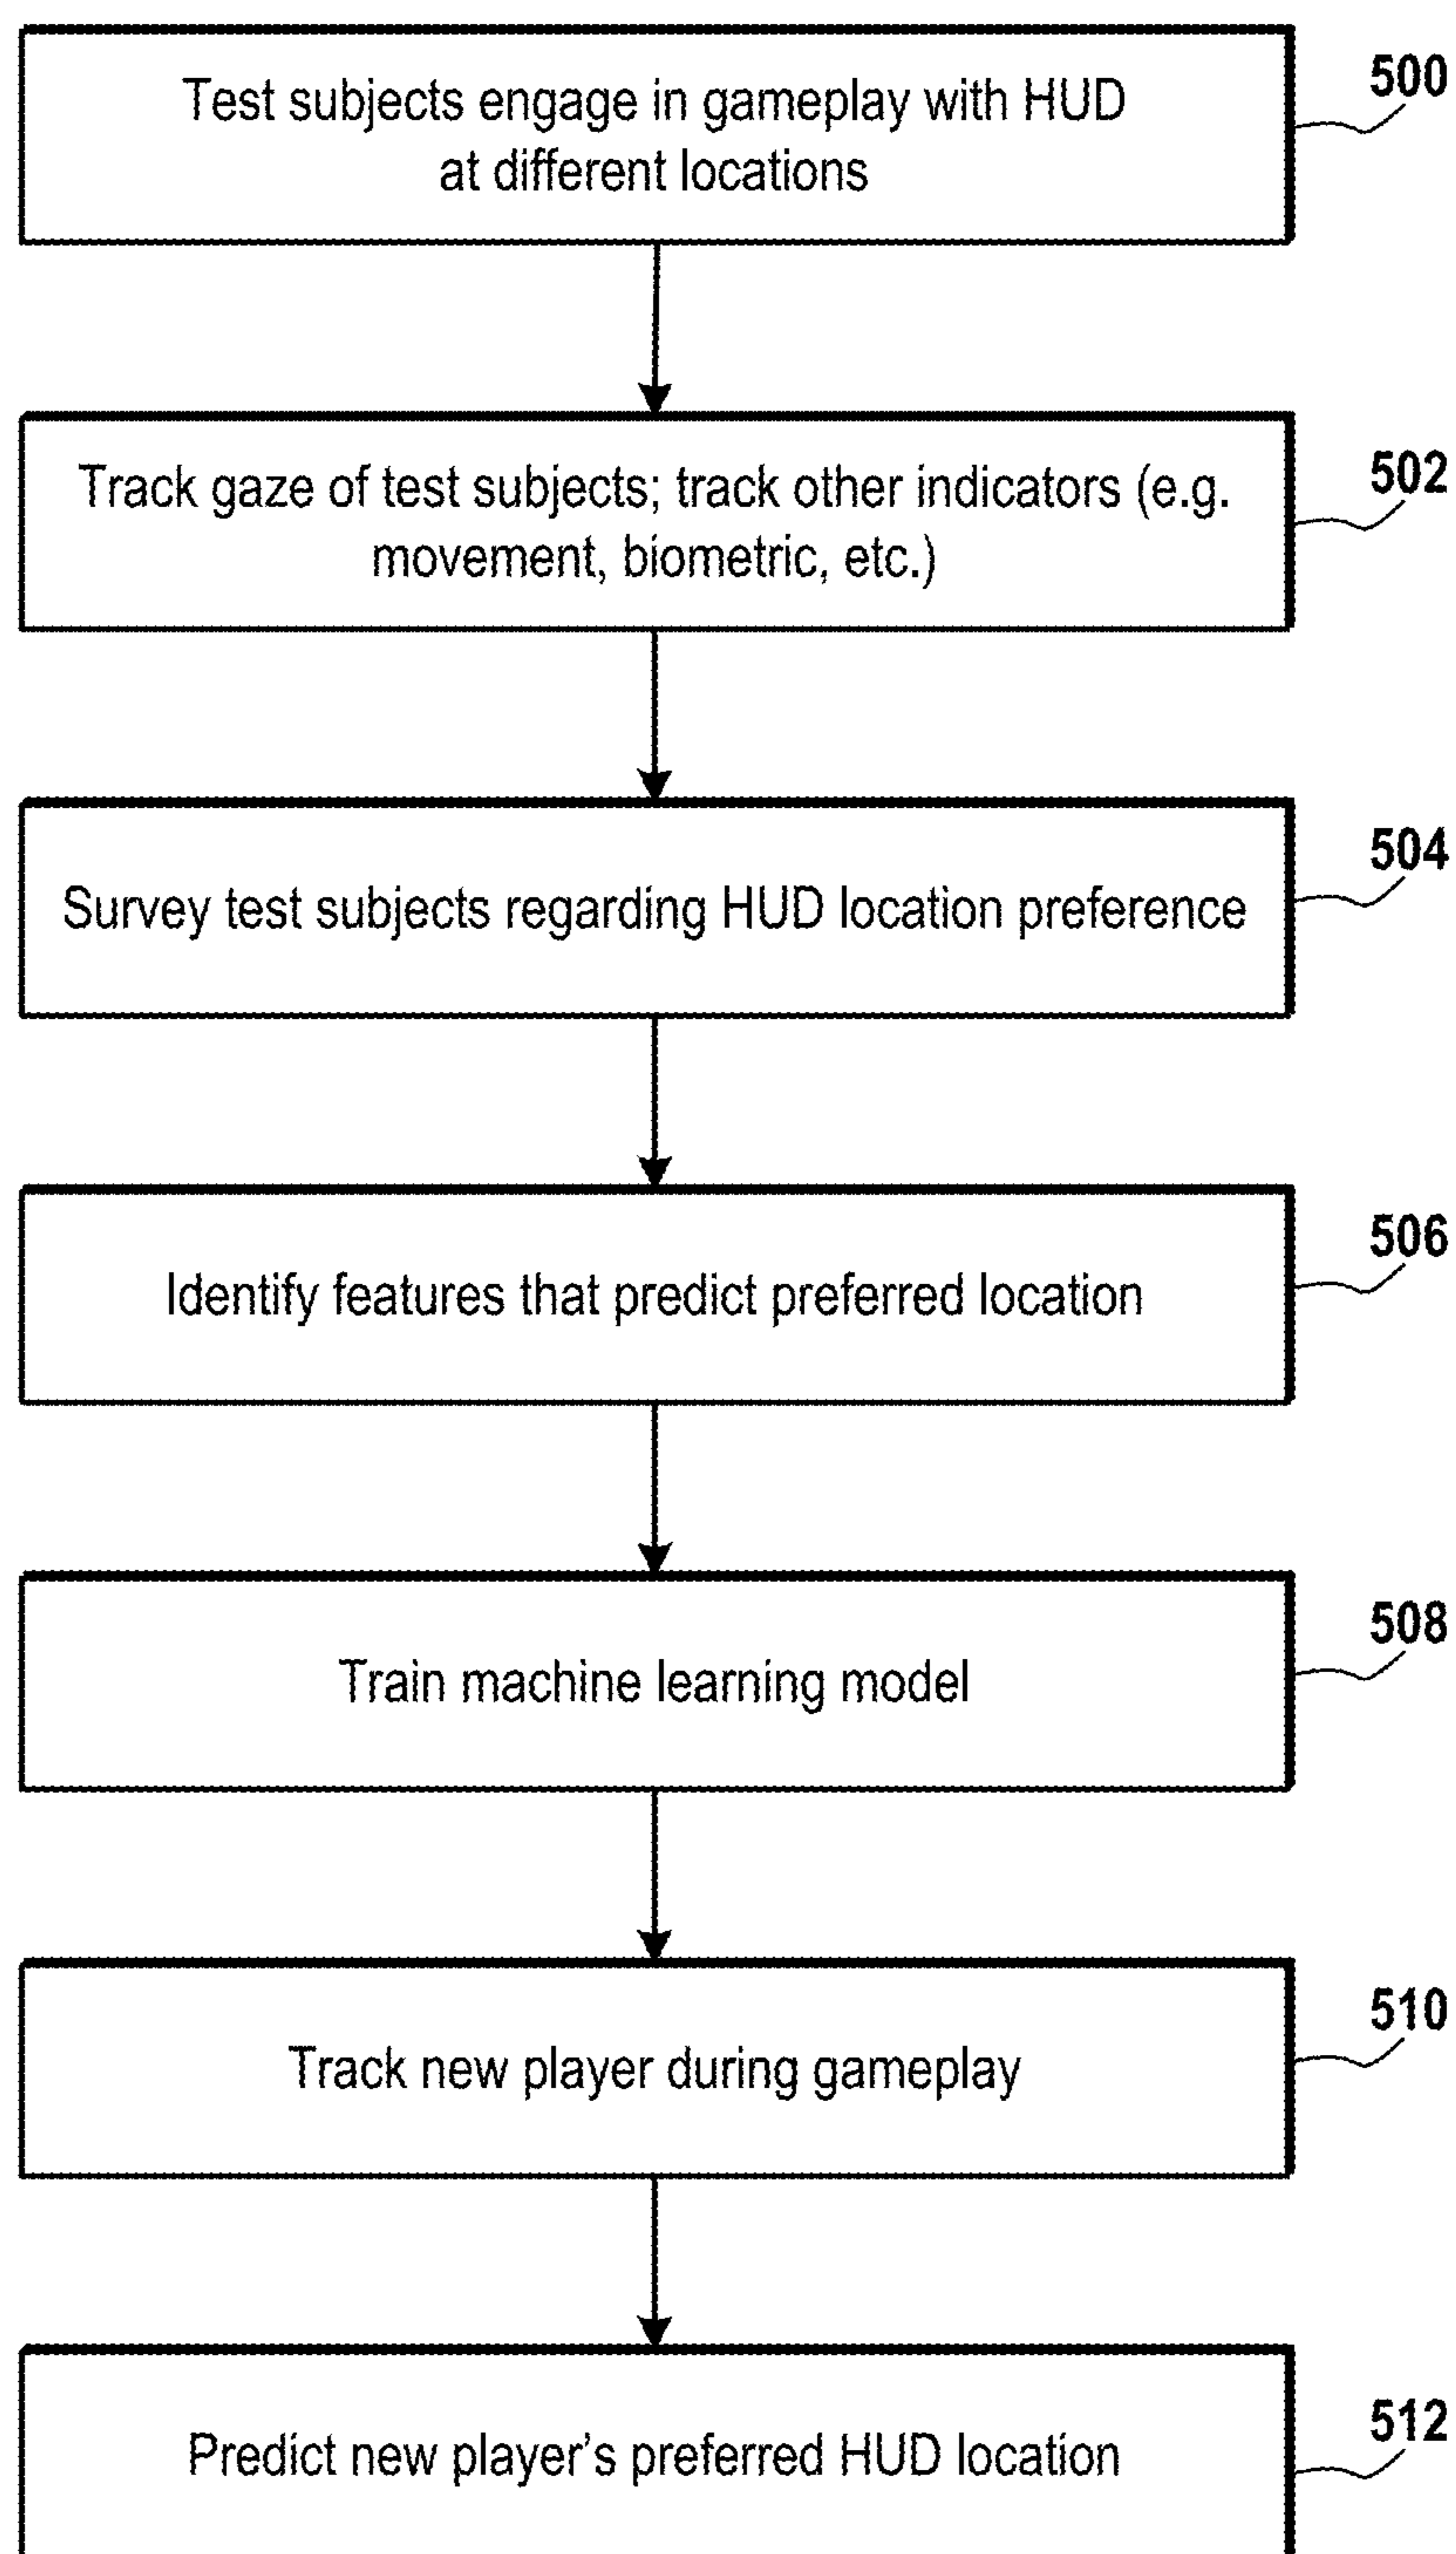 Test subjects engage in gameplay with HUD
at different locations
500
Track gaze of test subjects; track other indicators (e.g.
movement, biometric, etc.)
502
Survey test subjects regarding HUD location preference
504
Identify features that predict preferred location
506
Train machine learning model
508
Track new player during gameplay
510
Predict new player’s preferred HUD location
512